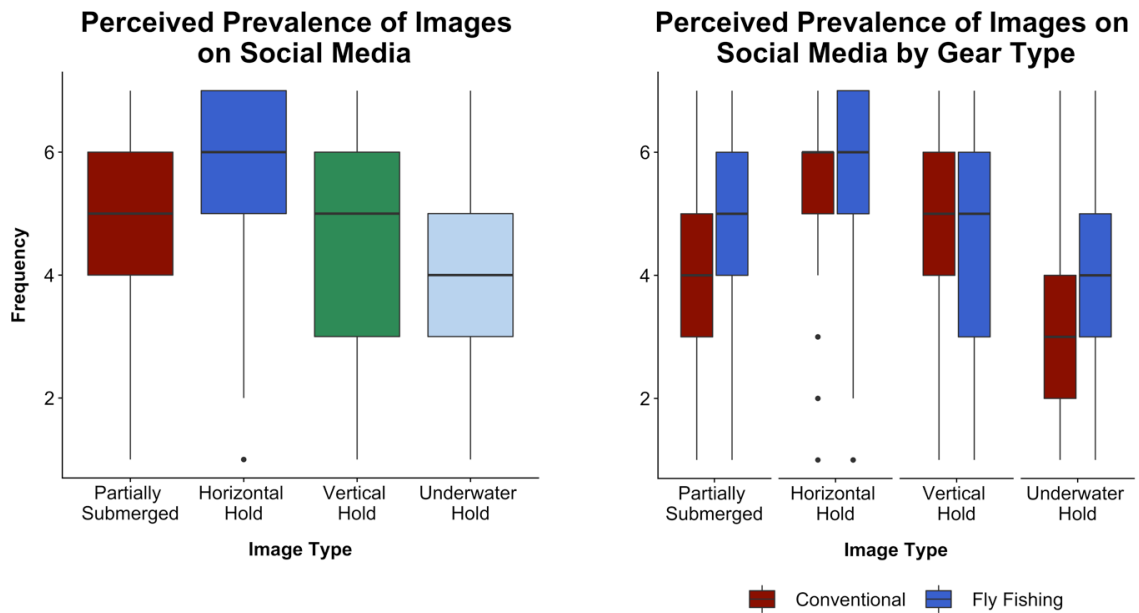 Perceived Prevalence of Images
on Social Media
Frequency
6
4
2
Partially
Submerged
Horizontal
Hold
Vertical
Hold
Underwater
Hold
Image Type
Perceived Prevalence of Images on
Social Media by Gear Type
6
4
2
Partially
Submerged
Horizontal
Hold
Vertical
Hold
Underwater
Hold
Image Type
Conventional
Fly Fishing